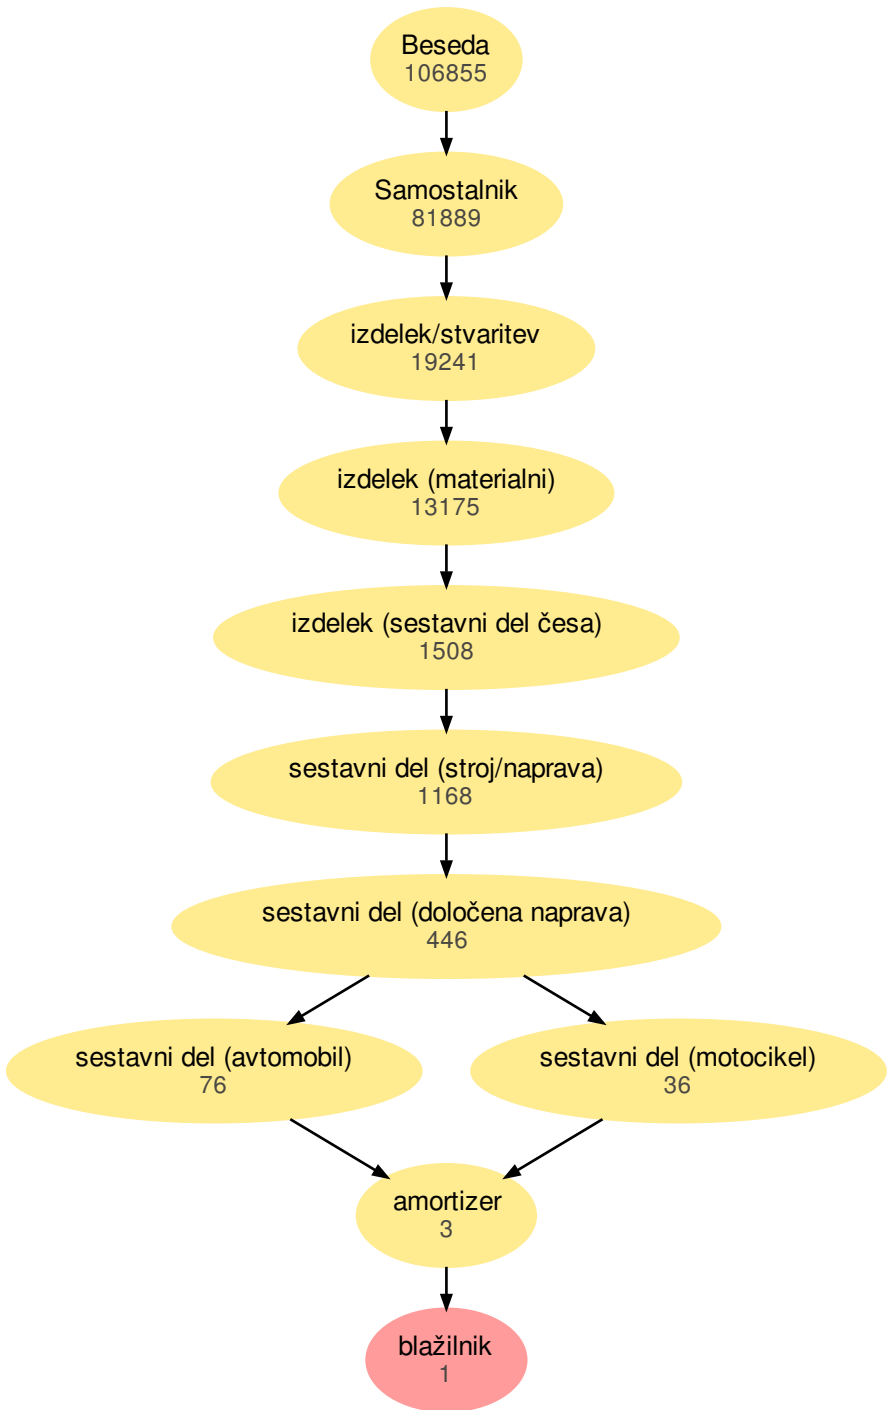 Beseda
106855
Samostalnik
81889
izdelek/stvaritev
19241
izdelek (materialni)
13175
izdelek (sestavni del česa)
1508
sestavni del (stroj/naprava)
1168
sestavni del (določena naprava)
446
sestavni del (avtomobil)
76
sestavni del (motocikel)
36
amortizer
3
blažilnik
1